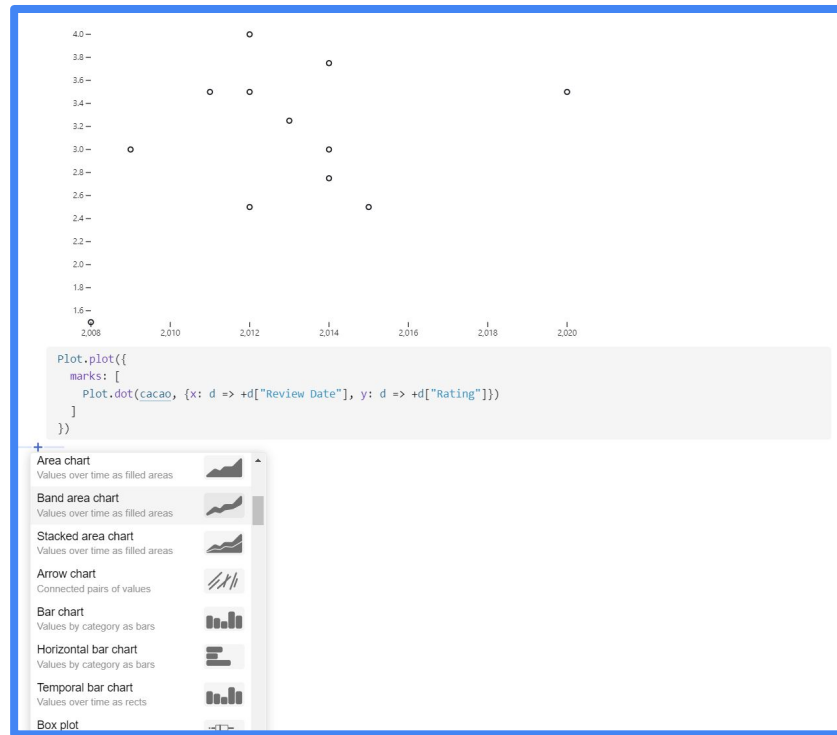 4.0
3.8
3.6
3.4
3.2
3.0
2.8
2.6
2.4
2.2
2.0
1.8
1.6
2,008 2,010 2,012 2,014 2,016 2,018 2,020
Plot.plot({
  marks: [
    Plot.dot(cacao, {x: d => +d["Review Date"], y: d => +d["Rating"]})
  ]
})
+
Area chart
Values over time as filled areas
Band area chart
Values over time as filled areas
Stacked area chart
Values over time as filled areas
Arrow chart
Connected pairs of values
Bar chart
Values by category as bars
Horizontal bar chart
Values by category as bars
Temporal bar chart
Values over time as rects
Box plot